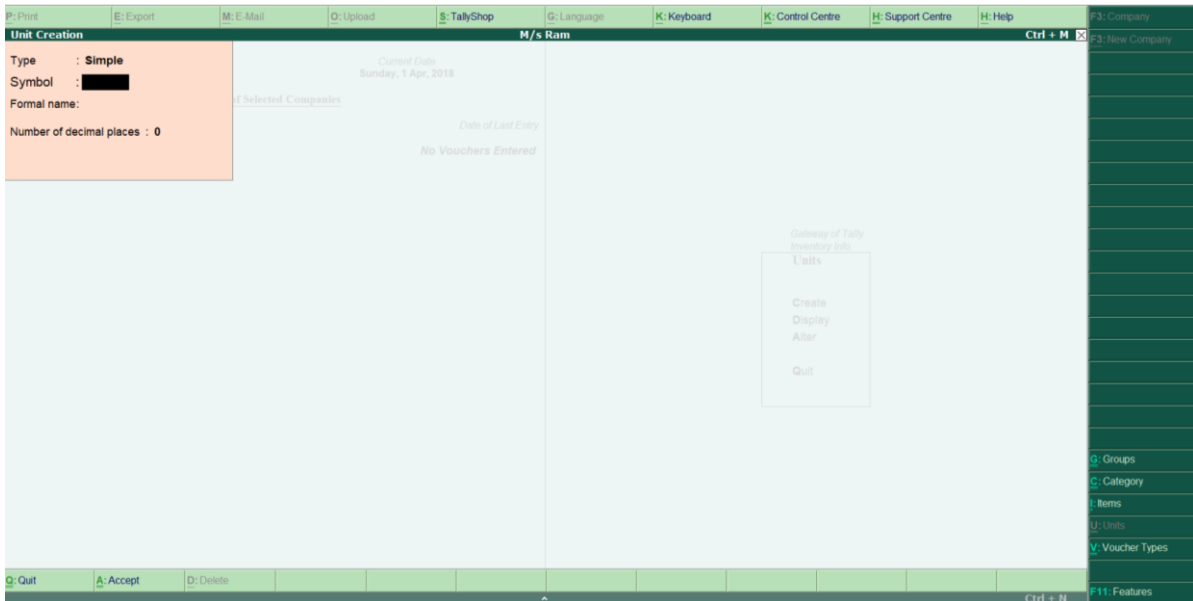 P: Print E: Export M: E-Mail O: Upload S: TallyShop G: Language K: Keyboard K: Control Centre H: Support Centre H: Help
F3: Company
Unit Creation M/s Ram Ctrl + M
F3: New Company
Type : Simple
Symbol :
Formal name:
Number of decimal places : 0
Current Date
Sunday, 1 Apr, 2018
of Selected Companies
Date of Last Entry
No Vouchers Entered
Gateway of Tally
Inventory Info.
Units
Create
Display
Alter
Quit
G: Groups
C: Category
I: Items
U: Units
V: Voucher Types
F11: Features
Q: Quit A: Accept D: Delete
Ctrl + N